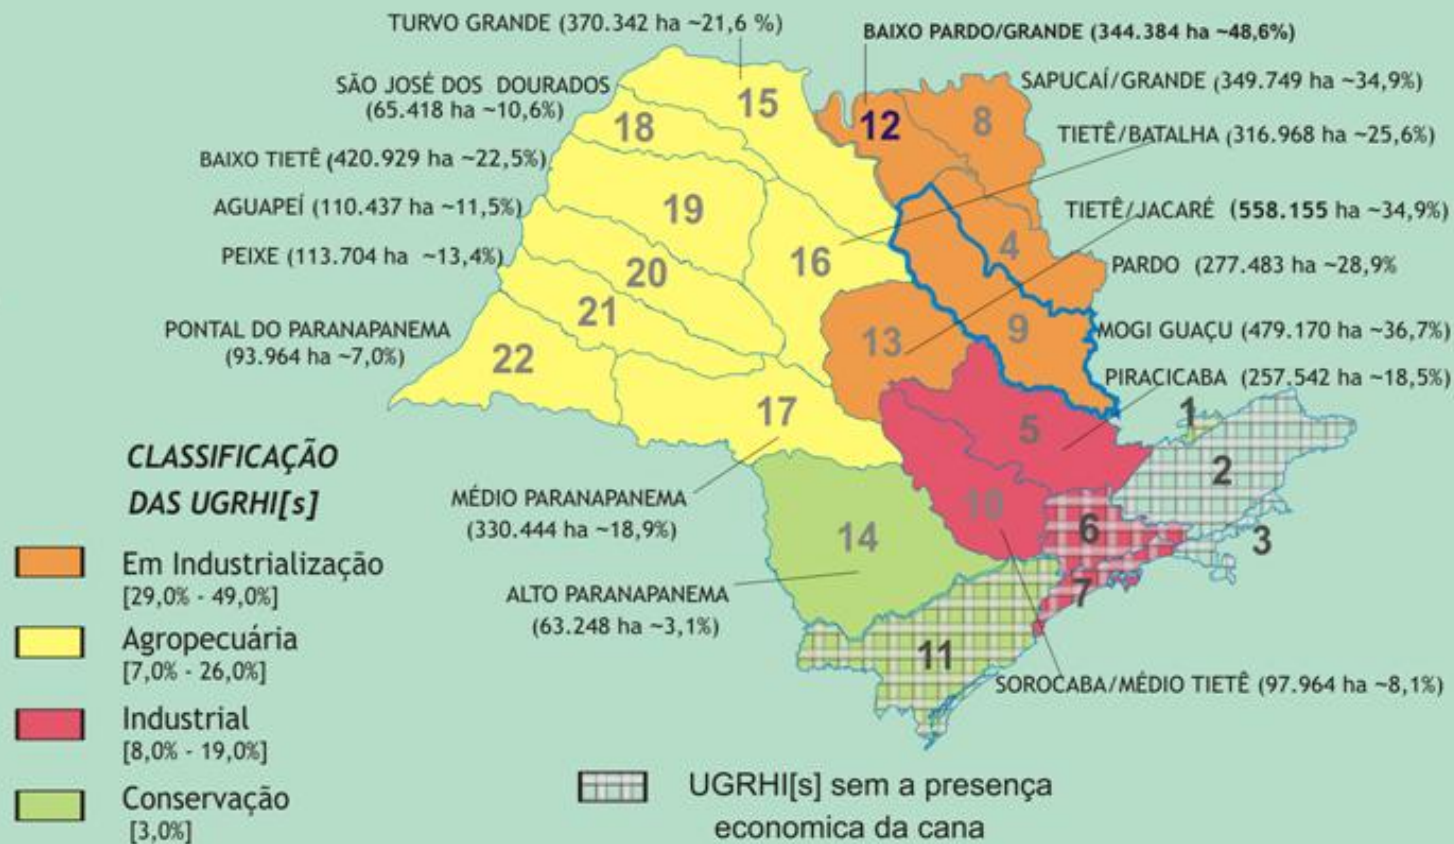 TURVO GRANDE (370.342 ha ~21,6 %)
BAIXO PARDO/GRANDE (344.384 ha ~48,6%)
SÃO JOSÉ DOS DOURADOS
(65.418 ha ~10,6%)
SAPUCAÍ/GRANDE (349.749 ha ~34,9%)
15
12
8
18
TIETÊ/BATALHA (316.968 ha ~25,6%)
BAIXO TIETÊ (420.929 ha ~22,5%)
AGUAPEÍ (110.437 ha ~11,5%)
19
TIETÊ/JACARÉ (558.155 ha ~34,9%)
PEIXE (113.704 ha ~13,4%)
20
16
4
PARDO (277.483 ha ~28,9%
21
PONTAL DO PARANAPANEMA
(93.964 ha ~7,0%)
13
9
MOGI GUAÇU (479.170 ha ~36,7%)
22
PIRACICABA (257.542 ha ~18,5%)
17
5
1
2
CLASSIFICAÇÃO
DAS UGRHI[s]
MÉDIO PARANAPANEMA
(330.444 ha ~18,9%)
10
6
3
14
Em Industrialização
[29,0% - 49,0%]
ALTO PARANAPANEMA
(63.248 ha ~3,1%)
7
11
Agropecuária
[7,0% - 26,0%]
SOROCABA/MÉDIO TIETÊ (97.964 ha ~8,1%)
Industrial
[8,0% - 19,0%]
Conservação
[3,0%]
UGRHI[s] sem a presença
economica da cana